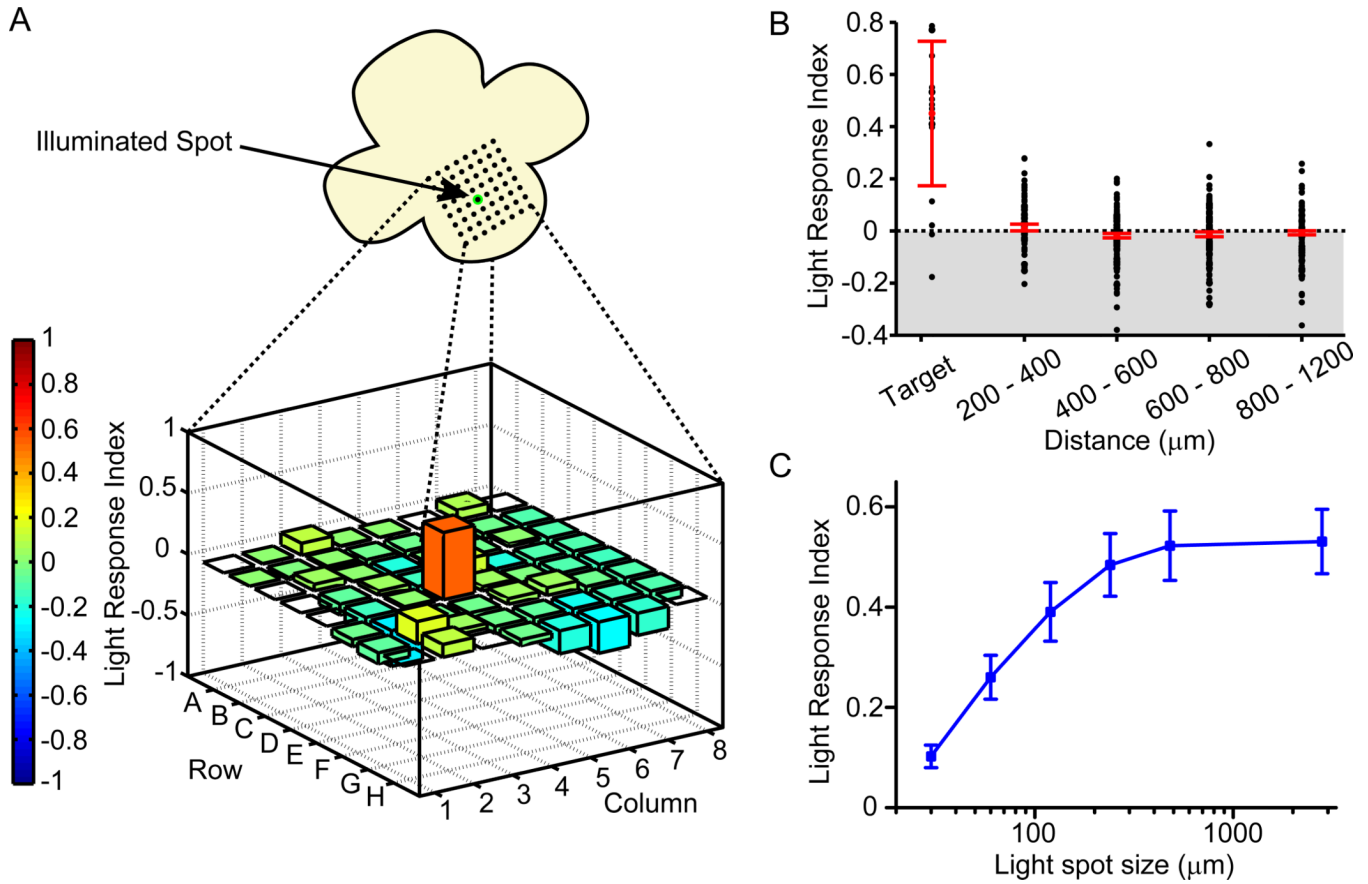 A
Illuminated Spot
1
0.8
0.6
0.4
0.2
0
-0.2
-0.4
-0.6
-0.8
-1
Light Response Index
1
0.5
0
-0.5
-1
A
B
C
D
E
F
G
H
Row
1
2
3
4
5
6
7
8
Column
B
Light Response Index
0.8
0.6
0.4
0.2
0
-0.2
-0.4
Target
200 - 400
400 - 600
600 - 800
800 - 1200
Distance (μm)
C
Light Response Index
0.6
0.4
0.2
0
100
1000
Light spot size (μm)